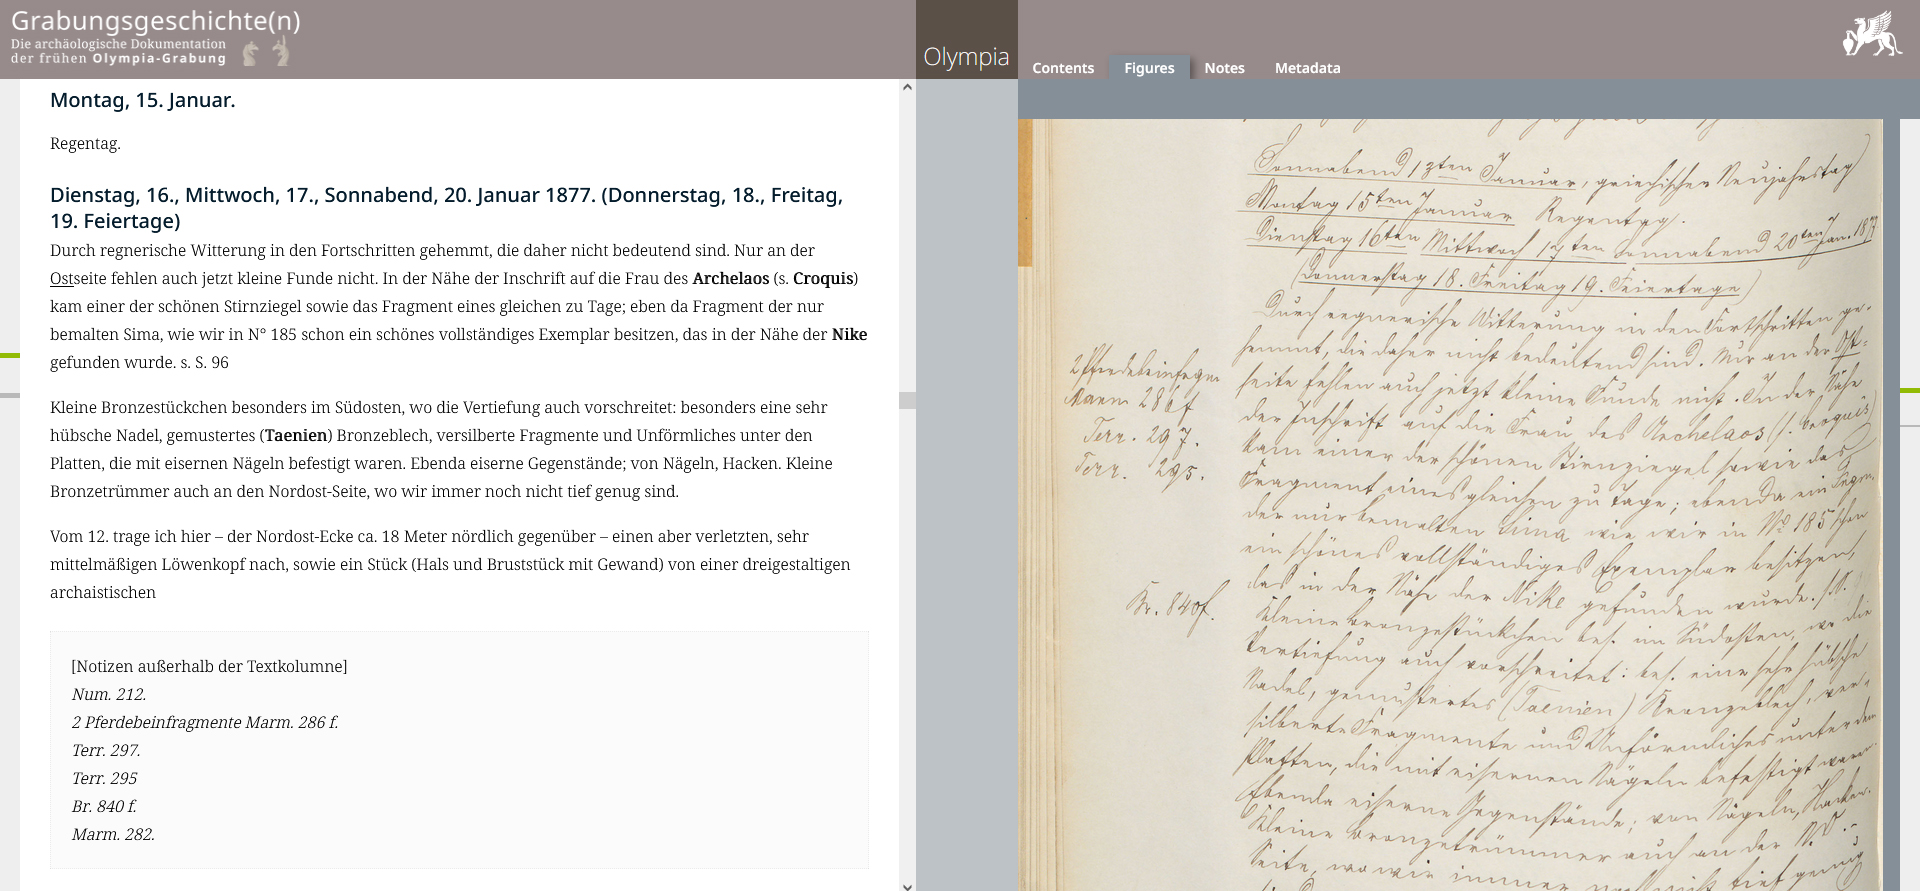 Grabungsgeschichte(n)
Die archäologische Dokumentation
der frühen Olympia-Grabung
Olympia
Contents
Figures
Notes
Metadata
Montag, 15. Januar.
Regentag.
Dienstag, 16., Mittwoch, 17., Sonnabend, 20. Januar 1877. (Donnerstag, 18., Freitag,
19. Feiertage)
Durch regnerische Witterung in den Fortschritten gehemmt, die daher nicht bedeutend sind. Nur an der
Ostseite fehlen auch jetzt kleine Funde nicht. In der Nähe der Inschrift auf die Frau des Archelaos (s. Croquis)
kam einer der schönen Stirnziegel sowie das Fragment eines gleichen zu Tage; eben da Fragment der nur
bemalten Sima, wie wir in N° 185 schon ein schönes vollständiges Exemplar besitzen, das in der Nähe der Nike
gefunden wurde. s. S. 96
Kleine Bronzestückchen besonders im Südosten, wo die Vertiefung auch vorschreitet: besonders eine sehr
hübsche Nadel, gemustertes (Taenien) Bronzeblech, versilberte Fragmente und Unförmliches unter den
Platten, die mit eisernen Nägeln befestigt waren. Ebenda eiserne Gegenstände; von Nägeln, Hacken. Kleine
Bronzetrümmer auch an den Nordost-Seite, wo wir immer noch nicht tief genug sind.
Vom 12. trage ich hier – der Nordost-Ecke ca. 18 Meter nördlich gegenüber – einen aber verletzten, sehr
mittelmäßigen Löwenkopf nach, sowie ein Stück (Hals und Bruststück mit Gewand) von einer dreigestaltigen
archaistischen
[Notizen außerhalb der Textkolumne]
Num. 212.
2 Pferdebeinfragmente Marm. 286 f.
Terr. 297.
Terr. 295
Br. 840 f.
Marm. 282.
Sonnabend 13ten Januar, griechischer Neujahrstag
Montag 15ten Januar Regentag.
Dienstag 16ten Mittwoch 17ten Sonnabend 20ten Jan. 1877
(Donnerstag 18. Freitag 19. Feiertage)
Durch regnerische Witterung in den Fortschritten ge-
hemmt, die daher nicht bedeutend sind. Nur an der Ost-
seite fehlen auch jetzt kleine Funde nicht. In der Nähe
der Inschrift auf die Frau des Archelaos (s. Croquis)
kam einer der schönen Stirnziegel sowie das
Fragment eines gleichen zu Tage; ebenda ein Fragm.
der nur bemalten Sima wie wir in No 185 schon
ein schönes vollständiges Exemplar besitzen,
das in der Nähe der Nike gefunden wurde. s. S.
Kleine Bronzestückchen bes. im Südosten, wo die
Vertiefung auch vorschreitet: bes. eine sehr hübsche
Nadel, gemustertes (Taenien) Bronzeblech, ver-
silberte Fragmente und Unförmliches unter dem
Platten, die mit eisernen Nägeln befestigt waren.
Ebenda eiserne Gegenstände; von Nägeln, Hacken.
Kleine Bronzetrümmer auch an der N.O.-
Seite, wo wir immer noch nicht tief genug
2 Pferdebeinfragm
Marm 286 f
Terr. 297.
Terr. 295.
Br. 840 f.